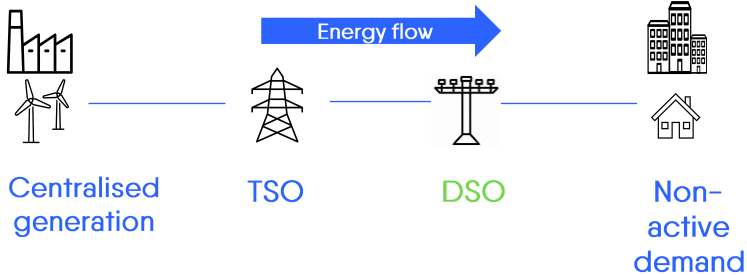 Energy flow
Centralised
generation
TSO
DSO
Non-
active
demand